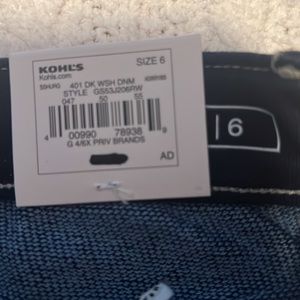 KOHL'S SIZE 6
Kohls.com
55HURG 401 DK WSH DNM
STYLE GS53J206RW
047 50 55
4 00990 78938 9
G 4/6X PRIV BRANDS
AD
| 6